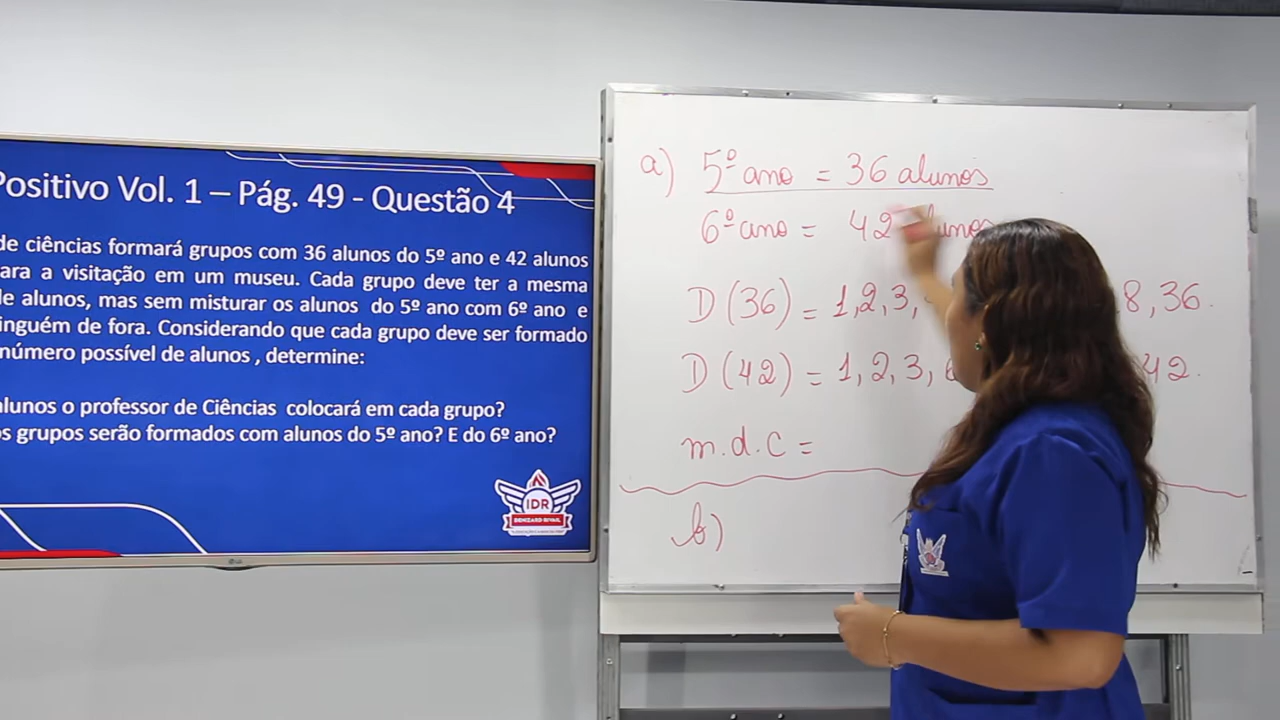 Positivo Vol. 1 – Pág. 49 - Questão 4
de ciências formará grupos com 36 alunos do 5º ano e 42 alunos
ara a visitação em um museu. Cada grupo deve ter a mesma
de alunos, mas sem misturar os alunos do 5º ano com 6º ano e
inguém de fora. Considerando que cada grupo deve ser formado
número possível de alunos , determine:
alunos o professor de Ciências colocará em cada grupo?
os grupos serão formados com alunos do 5º ano? E do 6º ano?
IDR
DENIZARD RIVAIL
a) 5º ano = 36 alunos
6º ano = 42 alunos
D (36) = 1,2,3, 8, 36.
D (42) = 1, 2, 3, 6 42.
m.d.c =
b)